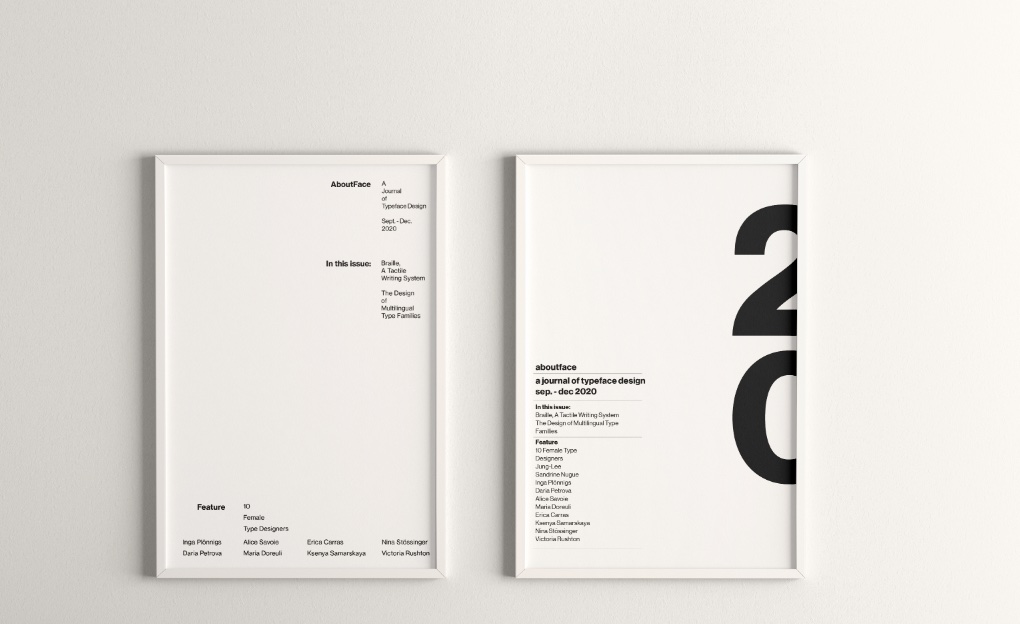 AboutFace
A
Journal
of
Typeface Design
Sept.- Dec.
2020
In this issue:
Braille,
A Tactile
Writing System
The Design
of
Multilingual
Type Families
Feature
10
Female
Type Designers
Inga Plönnigs
Alice Savoie
Erica Carras
Nina Stössinger
Daria Petrova
Maria Doreuli
Ksenya Samarskaya
Victoria Rushton
2
0
aboutface
a journal of typeface design
sep. - dec 2020
In this issue:
Braille, A Tactile Writing System
The Design of Multilingual Type
Families
Feature
10 Female Type
Designers
Jung-Lee
Sandrine Nugue
Inga Plönnigs
Daria Petrova
Alice Savoie
Maria Doreuli
Erica Carras
Ksenya Samarskaya
Nina Stössinger
Victoria Rushton